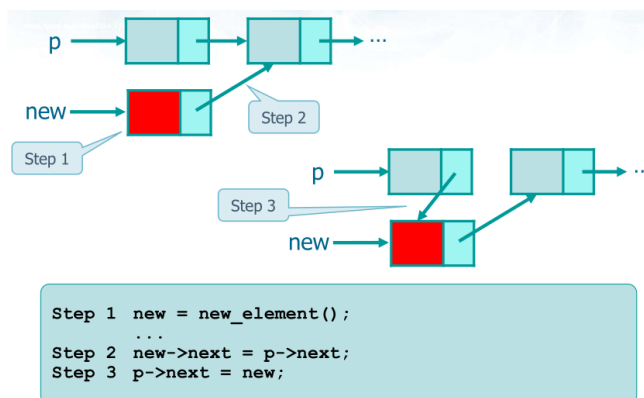 p
...
new
Step 2
Step 1
p
...
Step 3
new
Step 1 new = new_element();
...
Step 2 new->next = p->next;
Step 3 p->next = new;